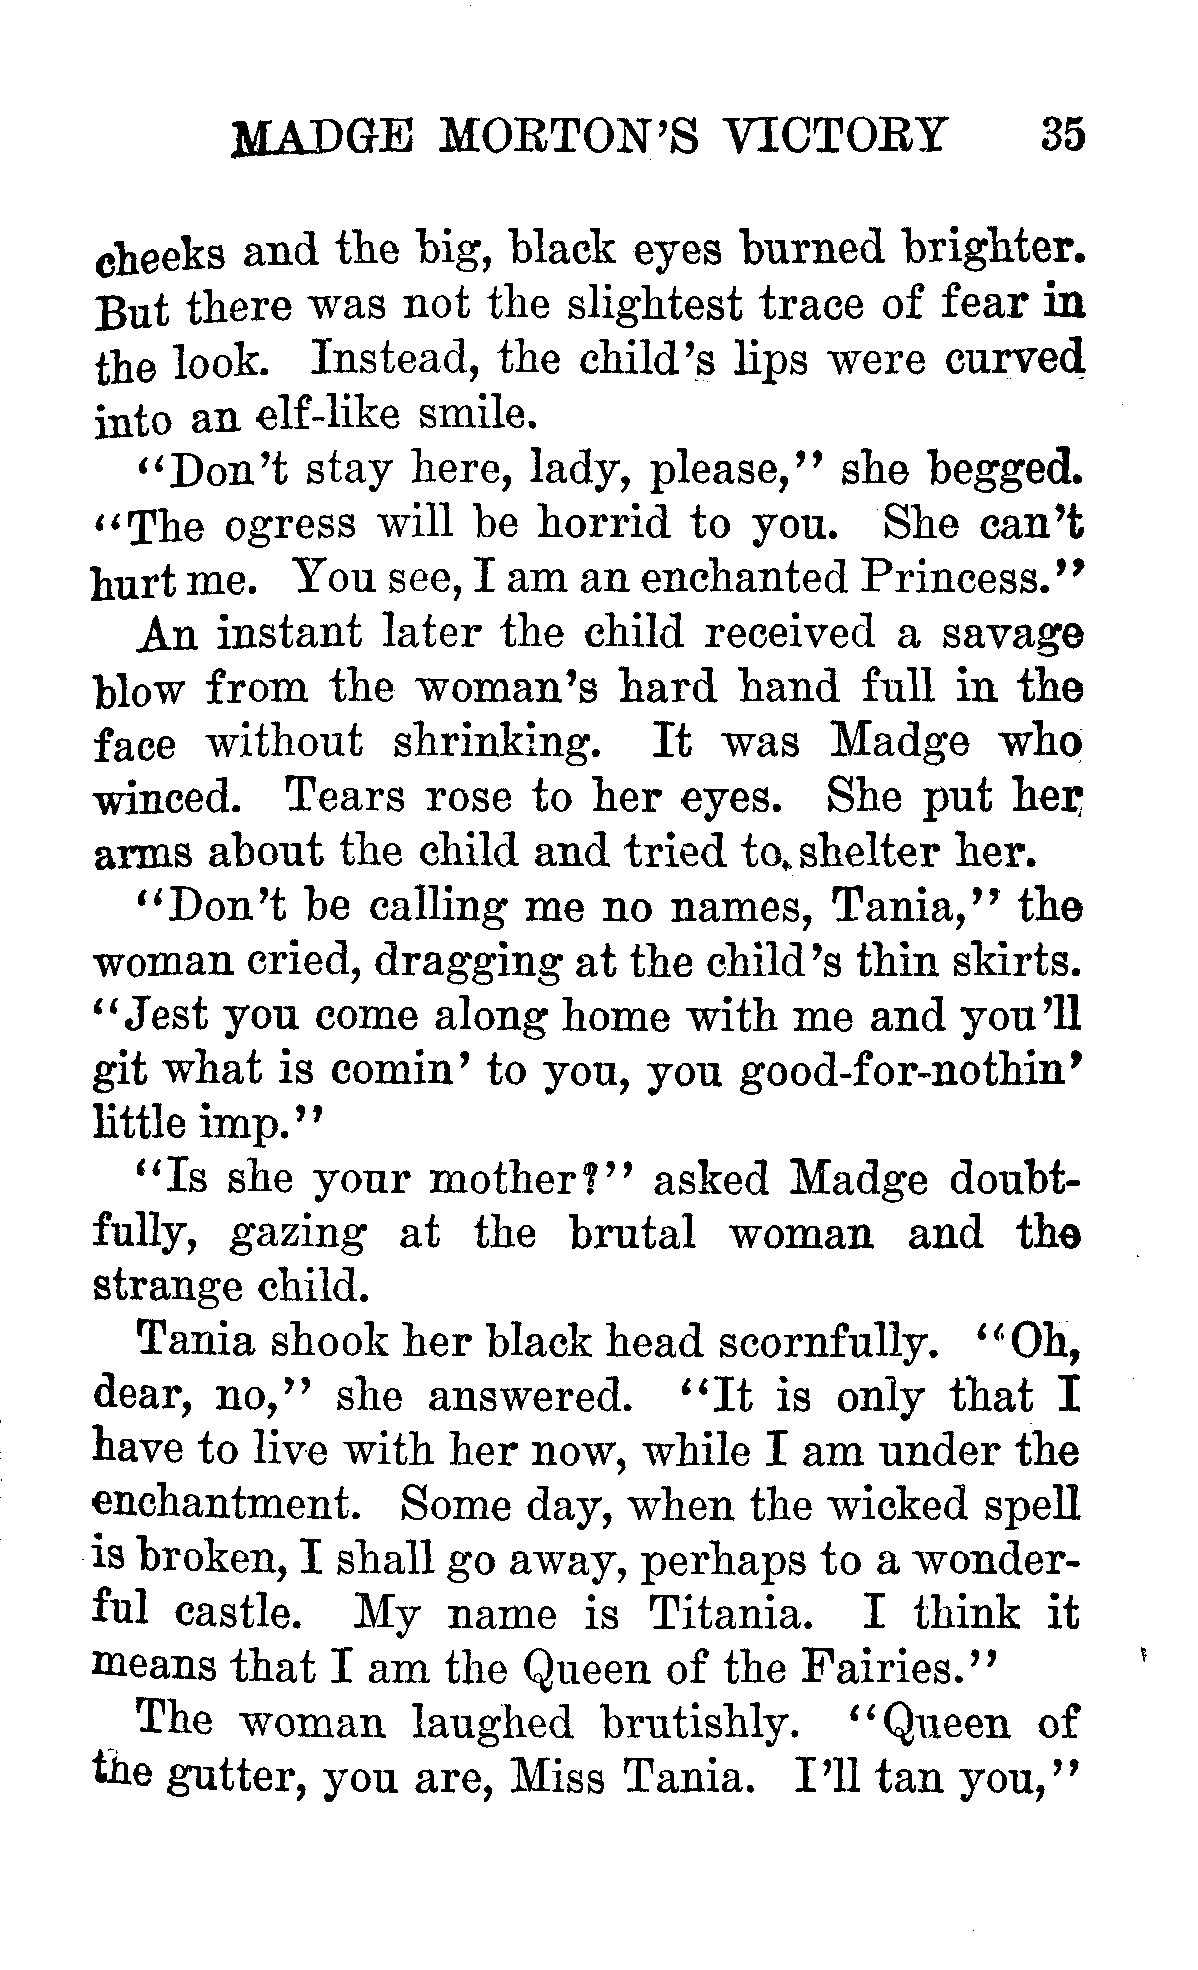 MADGE MORTON'S VICTORY 35
cheeks and the big, black eyes burned brighter.
But there was not the slightest trace of fear in
the look. Instead, the child's lips were curved
into an elf-like smile.
"Don't stay here, lady, please," she begged.
"The ogress will be horrid to you. She can't
hurt me. You see, I am an enchanted Princess."
An instant later the child received a savage
blow from the woman's hard hand full in the
face without shrinking. It was Madge who
winced. Tears rose to her eyes. She put her
arms about the child and tried to shelter her.
"Don't be calling me no names, Tania," the
woman cried, dragging at the child's thin skirts.
"Jest you come along home with me and you'll
git what is comin' to you, you good-for-nothin'
little imp."
"Is she your mother?" asked Madge doubt-
fully, gazing at the brutal woman and the
strange child.
Tania shook her black head scornfully. "Oh,
dear, no," she answered. "It is only that I
have to live with her now, while I am under the
enchantment. Some day, when the wicked spell
is broken, I shall go away, perhaps to a wonder-
ful castle. My name is Titania. I think it
means that I am the Queen of the Fairies."
The woman laughed brutishly. "Queen of
the gutter, you are, Miss Tania. I'll tan you,"